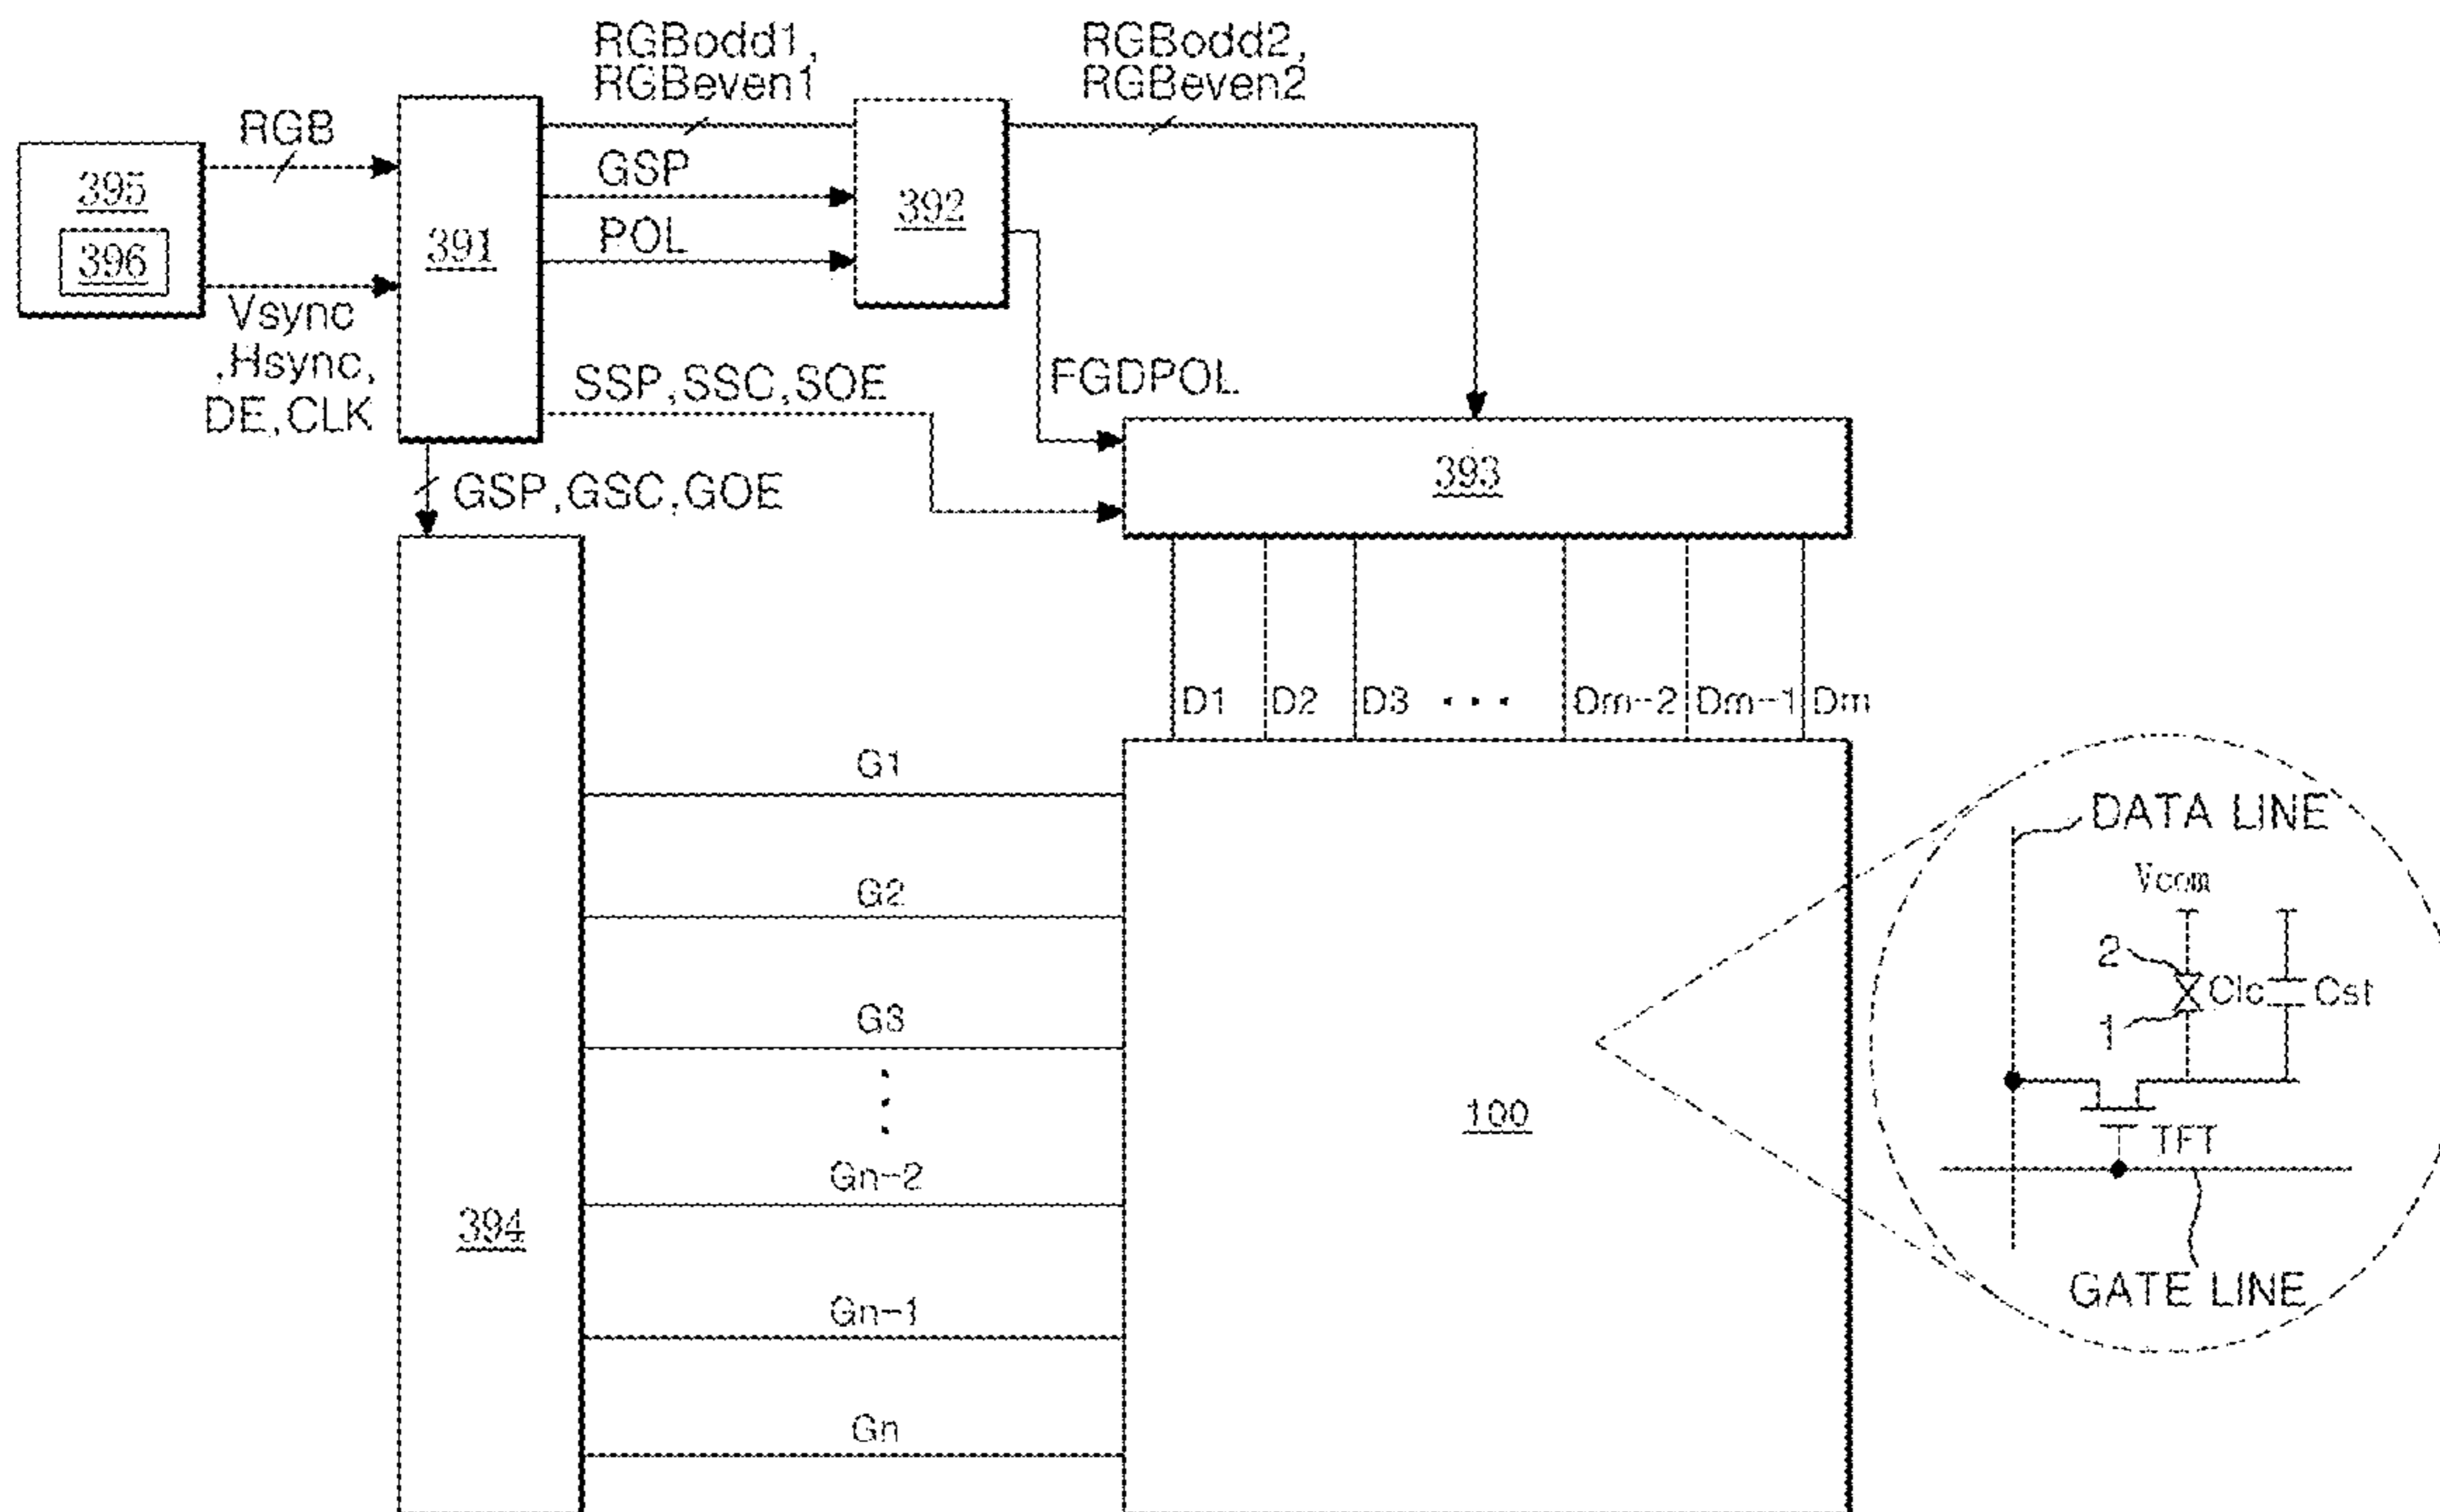 RGBodd1,
RGBeven1
RGBodd2,
RGBeven2
RGB
395
396
391
GSP
POL
392
Vsync
,Hsync,
DE,CLK
SSP,SSC,SOE
FGDPOL
GSP,GSC,GOE
393
D1 D2 D3 ... Dm-2 Dm-1 Dm
G1
G2
G3
Gn-2
Gn-1
Gn
394
100
DATA LINE
Vcom
2
Clc
Cst
1
TFT
GATE LINE